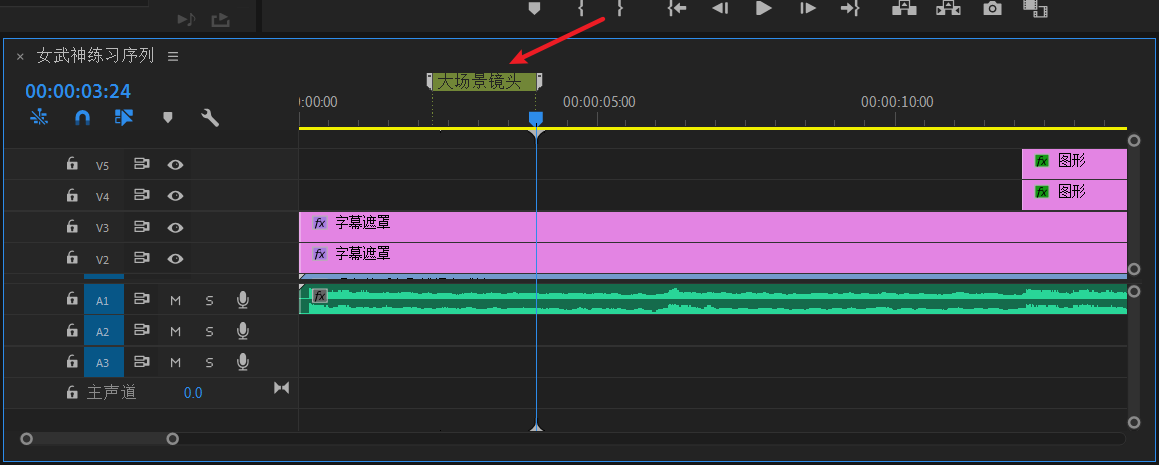 × 女武神练习序列
00:00:03:24
大场景镜头
:00:00
00:00:05:00
00:00:10:00
V5
fx 图形
V4
fx 图形
V3
fx 字幕遮罩
V2
fx 字幕遮罩
A1 M S
fx
A2 M S
A3 M S
主声道 0.0